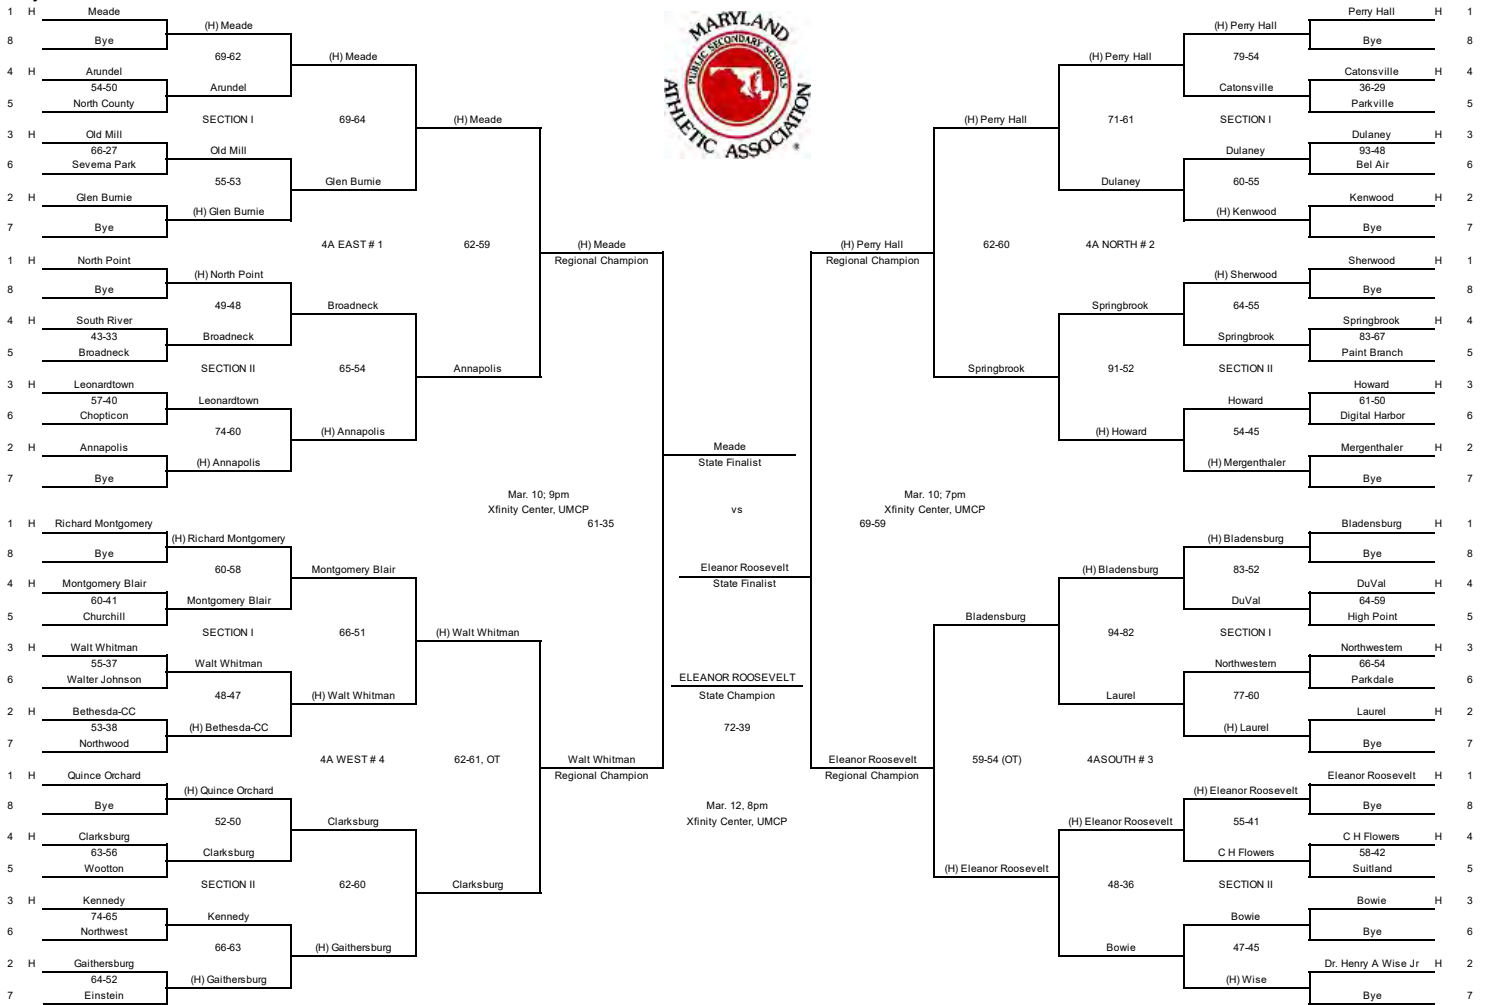 1 H Meade
8 Bye
(H) Meade
69-62
4 H Arundel
54-50
5 North County
Arundel
(H) Meade
SECTION I
69-64
3 H Old Mill
66-27
6 Severna Park
Old Mill
55-53
2 H Glen Burnie
7 Bye
(H) Glen Burnie
Glen Burnie
(H) Meade
4A EAST # 1
62-59
1 H North Point
8 Bye
(H) North Point
49-48
4 H South River
43-33
5 Broadneck
Broadneck
Broadneck
SECTION II
65-54
3 H Leonardtown
57-40
6 Chopticon
Leonardtown
74-60
2 H Annapolis
7 Bye
(H) Annapolis
(H) Annapolis
Annapolis
(H) Meade
Regional Champion
Mar. 10; 9pm
Xfinity Center, UMCP
61-35
1 H Richard Montgomery
8 Bye
(H) Richard Montgomery
60-58
4 H Montgomery Blair
60-41
5 Churchill
Montgomery Blair
Montgomery Blair
SECTION I
66-51
3 H Walt Whitman
55-37
6 Walter Johnson
Walt Whitman
48-47
2 H Bethesda-CC
53-38
7 Northwood
(H) Bethesda-CC
(H) Walt Whitman
(H) Walt Whitman
4A WEST # 4
62-61, OT
1 H Quince Orchard
8 Bye
(H) Quince Orchard
52-50
4 H Clarksburg
63-56
5 Wootton
Clarksburg
Clarksburg
SECTION II
62-60
3 H Kennedy
74-65
6 Northwest
Kennedy
66-63
2 H Gaithersburg
64-52
7 Einstein
(H) Gaithersburg
(H) Gaithersburg
Clarksburg
Walt Whitman
Regional Champion
MARYLAND
PUBLIC SECONDARY SCHOOLS
ATHLETIC ASSOCIATION
®
Meade
State Finalist
vs
Eleanor Roosevelt
State Finalist
ELEANOR ROOSEVELT
State Champion
72-39
Mar. 12, 8pm
Xfinity Center, UMCP
Perry Hall H 1
Bye 8
(H) Perry Hall
79-54
Catonsville H 4
36-29
Parkville 5
Catonsville
(H) Perry Hall
SECTION I
71-61
Dulaney H 3
93-48
Bel Air 6
Dulaney
60-55
Kenwood H 2
Bye 7
(H) Kenwood
Dulaney
(H) Perry Hall
4A NORTH # 2
62-60
Sherwood H 1
Bye 8
(H) Sherwood
64-55
Springbrook H 4
83-67
Paint Branch 5
Springbrook
Springbrook
SECTION II
91-52
Howard H 3
61-50
Digital Harbor 6
Howard
54-45
Mergenthaler H 2
Bye 7
(H) Mergenthaler
(H) Howard
Springbrook
(H) Perry Hall
Regional Champion
Mar. 10; 7pm
Xfinity Center, UMCP
69-59
Bladensburg H 1
Bye 8
(H) Bladensburg
83-52
DuVal H 4
64-59
High Point 5
DuVal
(H) Bladensburg
SECTION I
94-82
Northwestern H 3
66-54
Parkdale 6
Northwestern
77-60
Laurel H 2
Bye 7
(H) Laurel
Laurel
Bladensburg
4ASOUTH # 3
59-54 (OT)
Eleanor Roosevelt H 1
Bye 8
(H) Eleanor Roosevelt
55-41
C H Flowers H 4
58-42
Suitland 5
C H Flowers
(H) Eleanor Roosevelt
SECTION II
48-36
Bowie H 3
Bye 6
Bowie
47-45
Dr. Henry A Wise Jr H 2
Bye 7
(H) Wise
Bowie
(H) Eleanor Roosevelt
Eleanor Roosevelt
Regional Champion